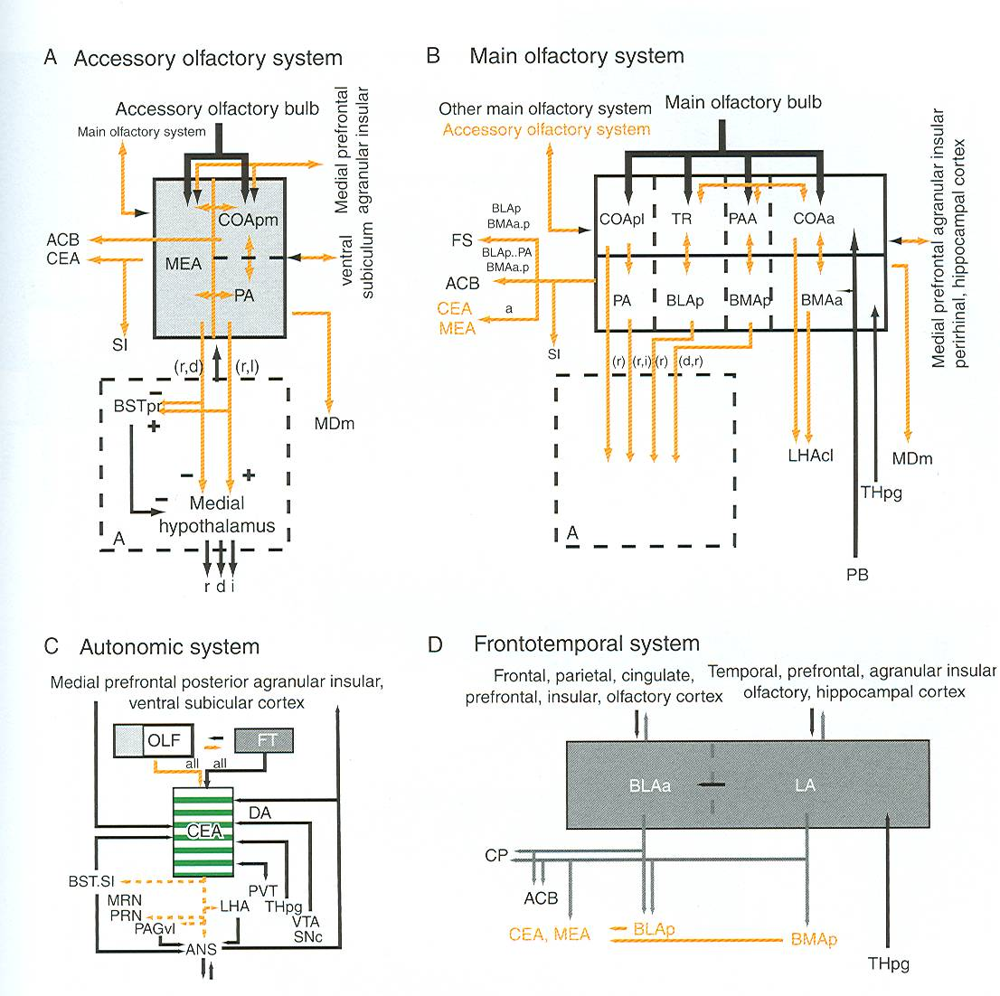 A Accessory olfactory system
Accessory olfactory bulb
Main olfactory system
Medial prefrontal
agranular insular
ventral
subiculum
COApm
ACB
CEA
MEA
PA
SI
(r,d)
(r,l)
BSTpr
–
+
MDm
–
+
–
Medial
hypothalamus
A
r d i
B Main olfactory system
Other main olfactory system
Accessory olfactory system
Main olfactory bulb
Medial prefrontal agranular insular
perirhinal, hippocampal cortex
BLAp
BMAa.p
FS
BLAp..PA
BMAa.p
ACB
CEA
MEA
a
SI
COApl
TR
PAA
COAa
PA
BLAp
BMAp
BMAa
(r)
(r,i)
(r)
(d,r)
LHAcl
MDm
THpg
PB
A
C Autonomic system
Medial prefrontal posterior agranular insular,
ventral subicular cortex
OLF
FT
all
all
CEA
DA
BST.SI
MRN
PRN
PAGvl
LHA
PVT
THpg
VTA
SNc
ANS
D Frontotemporal system
Frontal, parietal, cingulate,
prefrontal, insular, olfactory cortex
Temporal, prefrontal, agranular insular
olfactory, hippocampal cortex
BLAa
LA
CP
ACB
CEA, MEA
BLAp
BMAp
THpg